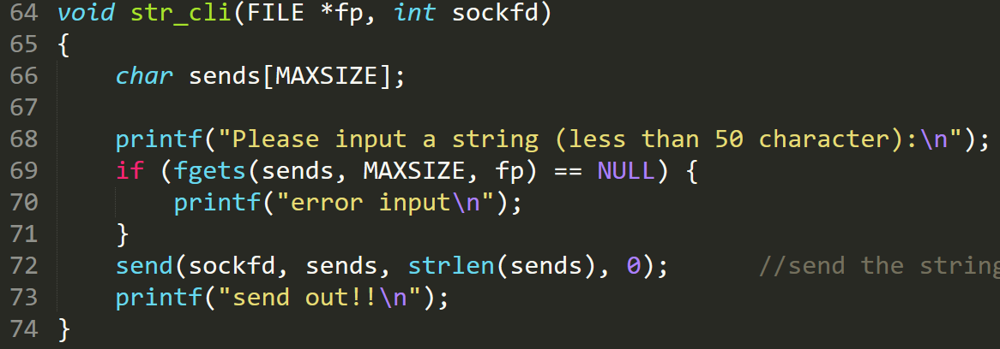 64 void str_cli(FILE *fp, int sockfd)
65 {
66     char sends[MAXSIZE];
67
68     printf("Please input a string (less than 50 character):\n");
69     if (fgets(sends, MAXSIZE, fp) == NULL) {
70         printf("error input\n");
71     }
72     send(sockfd, sends, strlen(sends), 0);      //send the string
73     printf("send out!!\n");
74 }